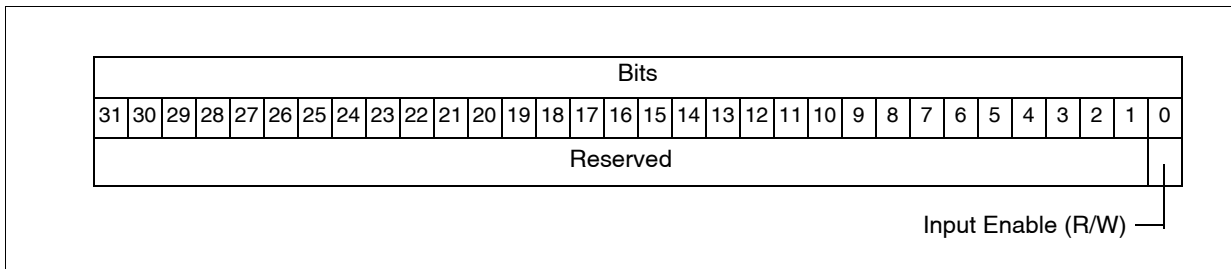 Bits
31 30 29 28 27 26 25 24 23 22 21 20 19 18 17 16 15 14 13 12 11 10 9 8 7 6 5 4 3 2 1 0
Reserved
Input Enable (R/W)